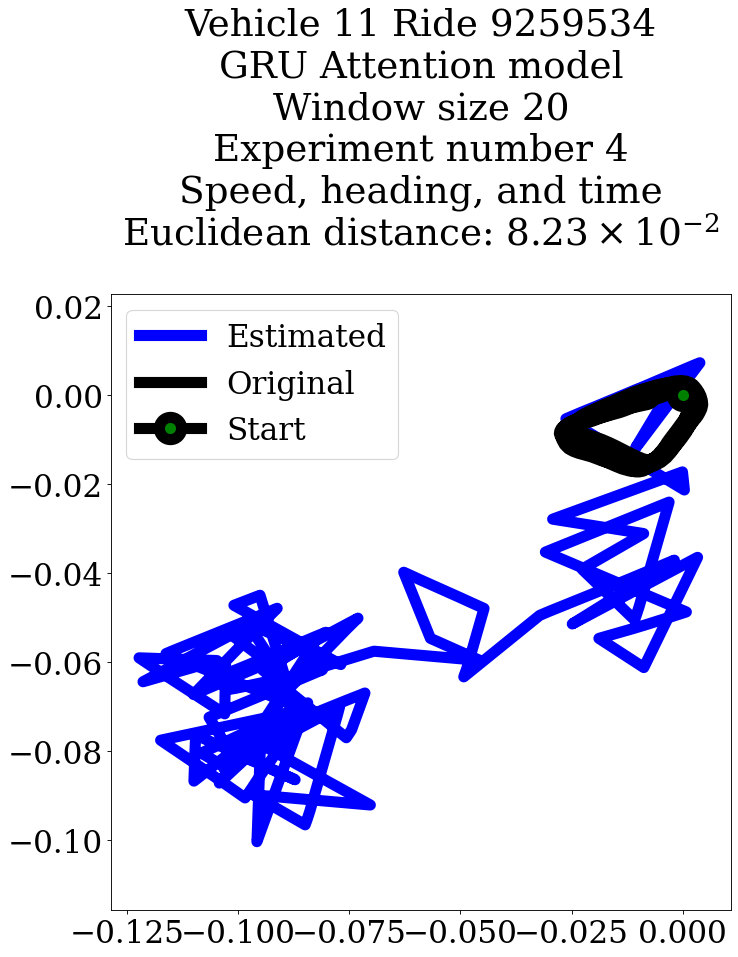 Vehicle 11 Ride 9259534
GRU Attention model
Window size 20
Experiment number 4
Speed, heading, and time
Euclidean distance: 8.23 × 10⁻²
Estimated
Original
Start
0.02
0.00
−0.02
−0.04
−0.06
−0.08
−0.10
−0.125 −0.100 −0.075 −0.050 −0.025 0.000